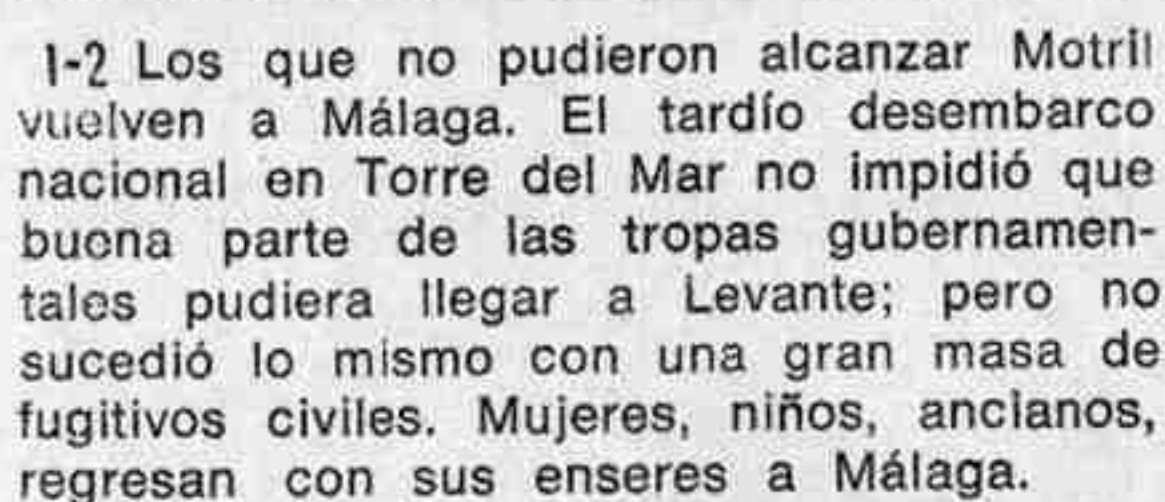 1-2 Los que no pudieron alcanzar Motril
vuelven a Málaga. El tardío desembarco
nacional en Torre del Mar no impidió que
buena parte de las tropas gubernamen-
tales pudiera llegar a Levante; pero no
sucedió lo mismo con una gran masa de
fugitivos civiles. Mujeres, niños, ancianos,
regresan con sus enseres a Málaga.